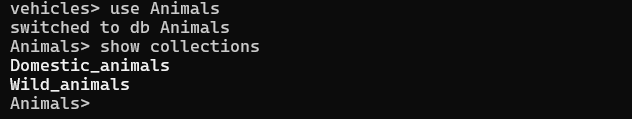 vehicles> use Animals
switched to db Animals
Animals> show collections
Domestic_animals
Wild_animals
Animals>